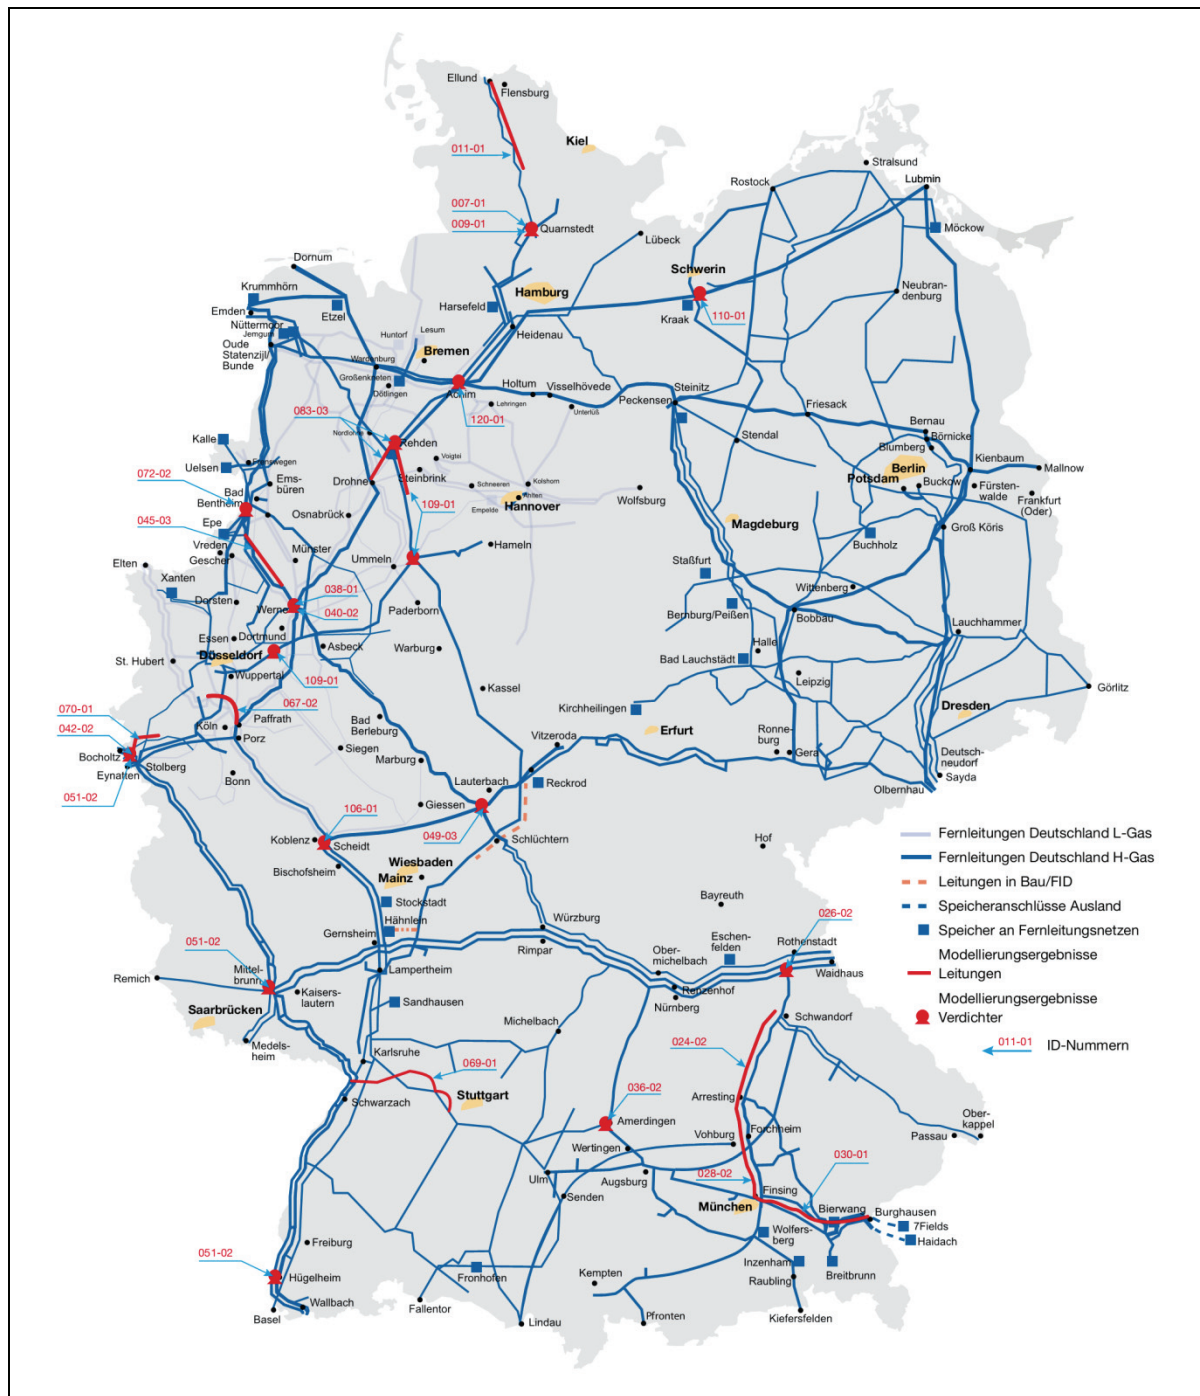 Ellund
Flensburg
Kiel
011-01
Stralsund
Rostock
Lubmin
007-01
009-01
Quarnstedt
Lübeck
Möckow
Dornum
Schwerin
Krummhörn
Hamburg
Neubran-
denburg
Emden
Etzel
Harsefeld
Kraak
110-01
Nüttermoor
Jemgum
Huntorf
Lesum
Heidenau
Oude
Statenzijl/
Bunde
Bremen
Wardenburg
Großenkneten
Dötlingen
Achim
Holtum
Visselhövede
Steinitz
Peckensen
Lehringen
Unterlüß
Friesack
083-03
120-01
Bernau
Börnicke
Nordlohne
Rehden
Stendal
Blumberg
Kalle
Voigtei
Berlin
Kienbaum
Mallnow
Frenswegen
Uelsen
Steinbrink
Potsdam
Buckow
Fürsten-
walde
072-02
Ems-
büren
Drohne
Schneeren
Kolshorn
Ahlten
Wolfsburg
Frankfurt
(Oder)
Bad
Bentheim
109-01
Empelde
Hannover
Osnabrück
Magdeburg
045-03
Groß Köris
Epe
Buchholz
Vreden
Gescher
Münster
Hameln
Elten
Ummeln
Staßfurt
Xanten
038-01
Wittenberg
Dorsten
Werne
040-02
Paderborn
Bernburg/Peißen
Bobbau
Lauchhammer
Essen
Dortmund
Halle
St. Hubert
Düsseldorf
Asbeck
Warburg
Bad Lauchstädt
Wuppertal
109-01
Leipzig
Kassel
Görlitz
067-02
Kirchheilingen
Dresden
070-01
Paffrath
Bad
Berleburg
Köln
Ronne-
burg
042-02
Porz
Vitzeroda
Erfurt
Gera
Bocholtz
Siegen
Deutsch-
neudorf
Stolberg
Marburg
Eynatten
Bonn
Lauterbach
Reckrod
Sayda
Olbernhau
051-02
106-01
Giessen
049-03
Koblenz
Scheidt
Schlüchtern
Hof
Wiesbaden
Bischofsheim
Mainz
Bayreuth
Stockstadt
026-02
Hähnlein
Würzburg
Gernsheim
Rimpar
Eschen-
felden
Rothenstadt
051-02
Ober-
michelbach
Mittel-
brunn
Lampertheim
Waidhaus
Remich
Kaisers-
lautern
Renzenhof
Sandhausen
Nürnberg
Saarbrücken
Michelbach
Schwandorf
Medels-
heim
Karlsruhe
024-02
069-01
Stuttgart
036-02
Arresting
Schwarzach
Ober-
kappel
Amerdingen
Forchheim
Passau
Vohburg
Wertingen
030-01
028-02
Ulm
Augsburg
Finsing
Senden
München
Bierwang
Burghausen
7Fields
Wolfers-
berg
Haidach
Freiburg
051-02
Hügelheim
Fronhofen
Kempten
Inzenham
Raubling
Breitbrunn
Wallbach
Basel
Fallentor
Lindau
Pfronten
Kiefersfelden
Fernleitungen Deutschland L-Gas
Fernleitungen Deutschland H-Gas
Leitungen in Bau/FID
Speicheranschlüsse Ausland
Speicher an Fernleitungsnetzen
Modellierungsergebnisse
Leitungen
Modellierungsergebnisse
Verdichter
011-01 ID-Nummern